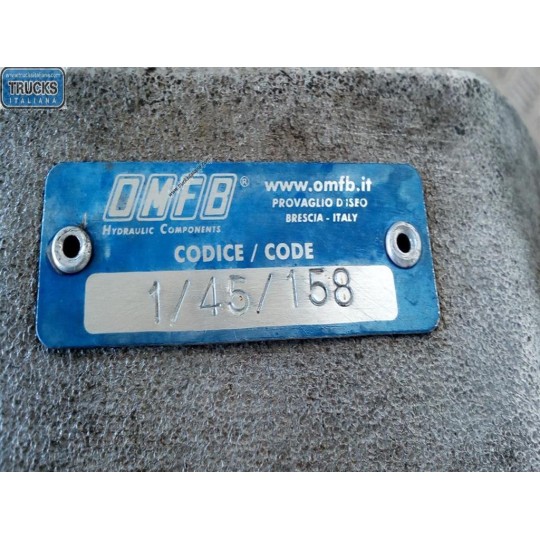 TRUCKS
ITALIANA
OMFB®
HYDRAULIC COMPONENTS
www.omfb.it
PROVAGLIO D'ISEO
BRESCIA - ITALY
CODICE / CODE
1/45/158